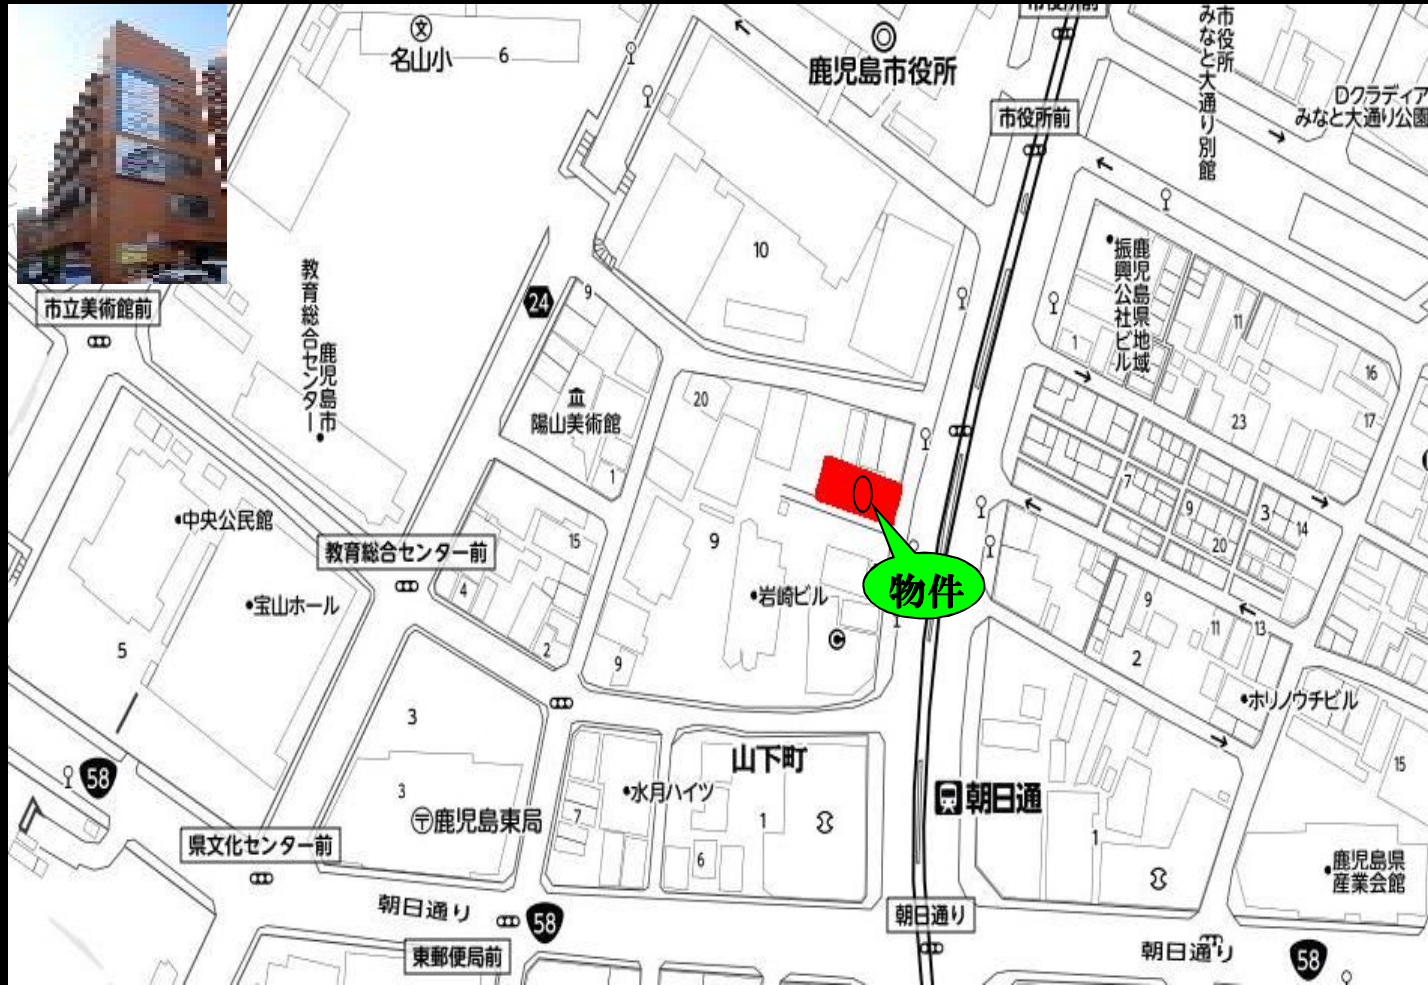 市役所前
市役所
みなと大通り別館
名山小
6
鹿児島市役所
Dクラディア
みなと大通り公園
市役所前
10
鹿児島県地域
振興公社ビル
11
1
16
17
23
市立美術館前
24
9
教育総合センター
鹿児島市
陽山美術館
1
20
中央公民館
教育総合センター前
15
4
2
9
7
9
20
3
14
物件
岩崎ビル
宝山ホール
5
9
9
11
13
2
ホリノウチビル
3
3
山下町
水月ハイツ
7
1
6
朝日通
1
15
58
鹿児島東局
県文化センター前
鹿児島県
産業会館
朝日通り
58
朝日通り
朝日通り
58
東郵便局前